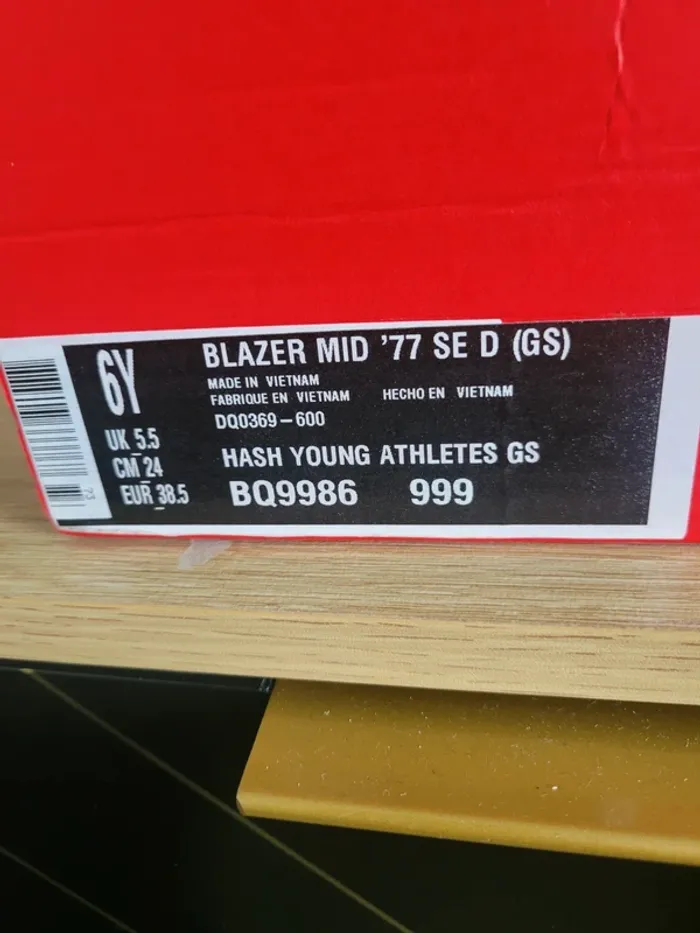 6Y
UK 5.5
CM 24
EUR 38.5
BLAZER MID '77 SE D (GS)
MADE IN VIETNAM
FABRIQUE EN VIETNAM HECHO EN VIETNAM
DQ0369-600
HASH YOUNG ATHLETES GS
BQ9986 999